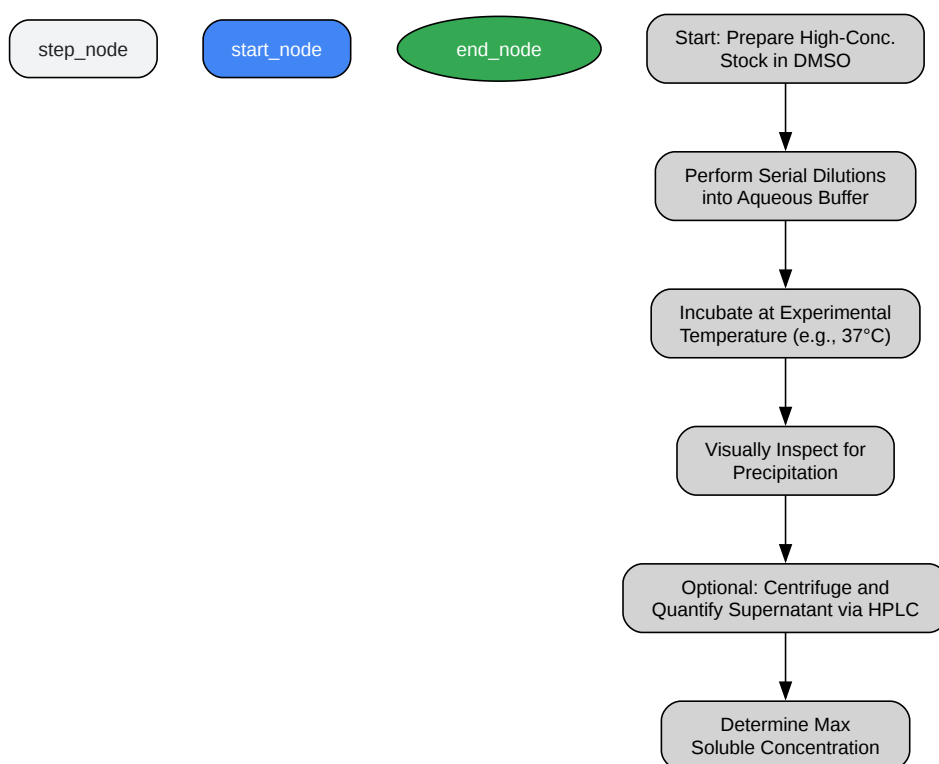 step_node
start_node
end_node
Start: Prepare High-Conc.
Stock in DMSO
Perform Serial Dilutions
into Aqueous Buffer
Incubate at Experimental
Temperature (e.g., 37°C)
Visually Inspect for
Precipitation
Optional: Centrifuge and
Quantify Supernatant via HPLC
Determine Max
Soluble Concentration